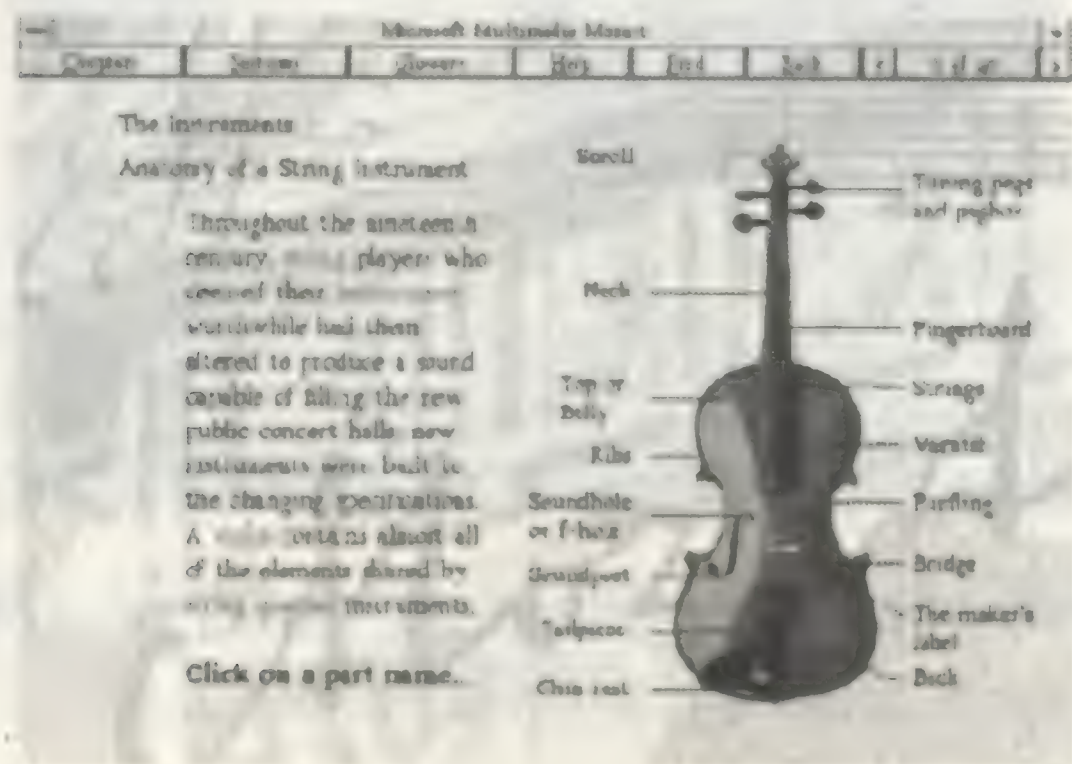 Microsoft Multimedia Mozart
Help Find Back
The Instruments
Anatomy of a String Instrument
Throughout the nineteenth
century, players who
deemed their
worthwhile had them
altered to produce a sound
capable of filling the new
public concert halls; new
instruments were built to
the changing specifications.
A contains almost all
of the elements shared by
instruments.
Click on a part name..
Scroll
Neck
Top or
Belly
Ribs
Soundhole
or f-hole
Soundpost
Tailpiece
Chin rest
Tuning pegs
and pegbox
Fingerboard
Strings
Varnish
Purfling
Bridge
The maker's
label
Back